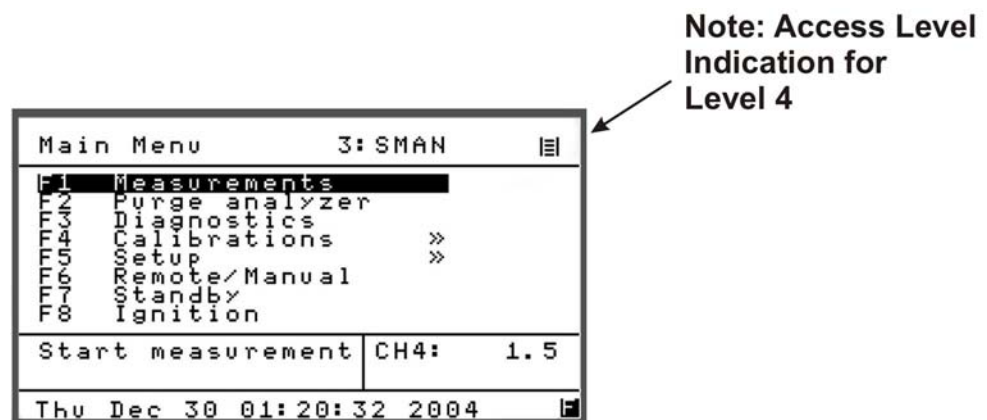 Note: Access Level
Indication for
Level 4
Main Menu 3:SMAN
F1 Measurements
F2 Purge analyzer
F3 Diagnostics
F4 Calibrations »
F5 Setup »
F6 Remote/Manual
F7 Standby
F8 Ignition
Start measurement CH4: 1.5
Thu Dec 30 01:20:32 2004 F